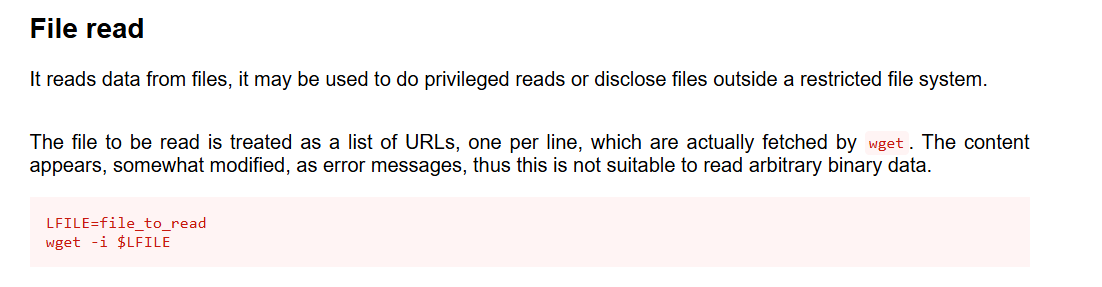 File read
It reads data from files, it may be used to do privileged reads or disclose files outside a restricted file system.
The file to be read is treated as a list of URLs, one per line, which are actually fetched by wget . The content
appears, somewhat modified, as error messages, thus this is not suitable to read arbitrary binary data.
LFILE=file_to_read
wget -i $LFILE